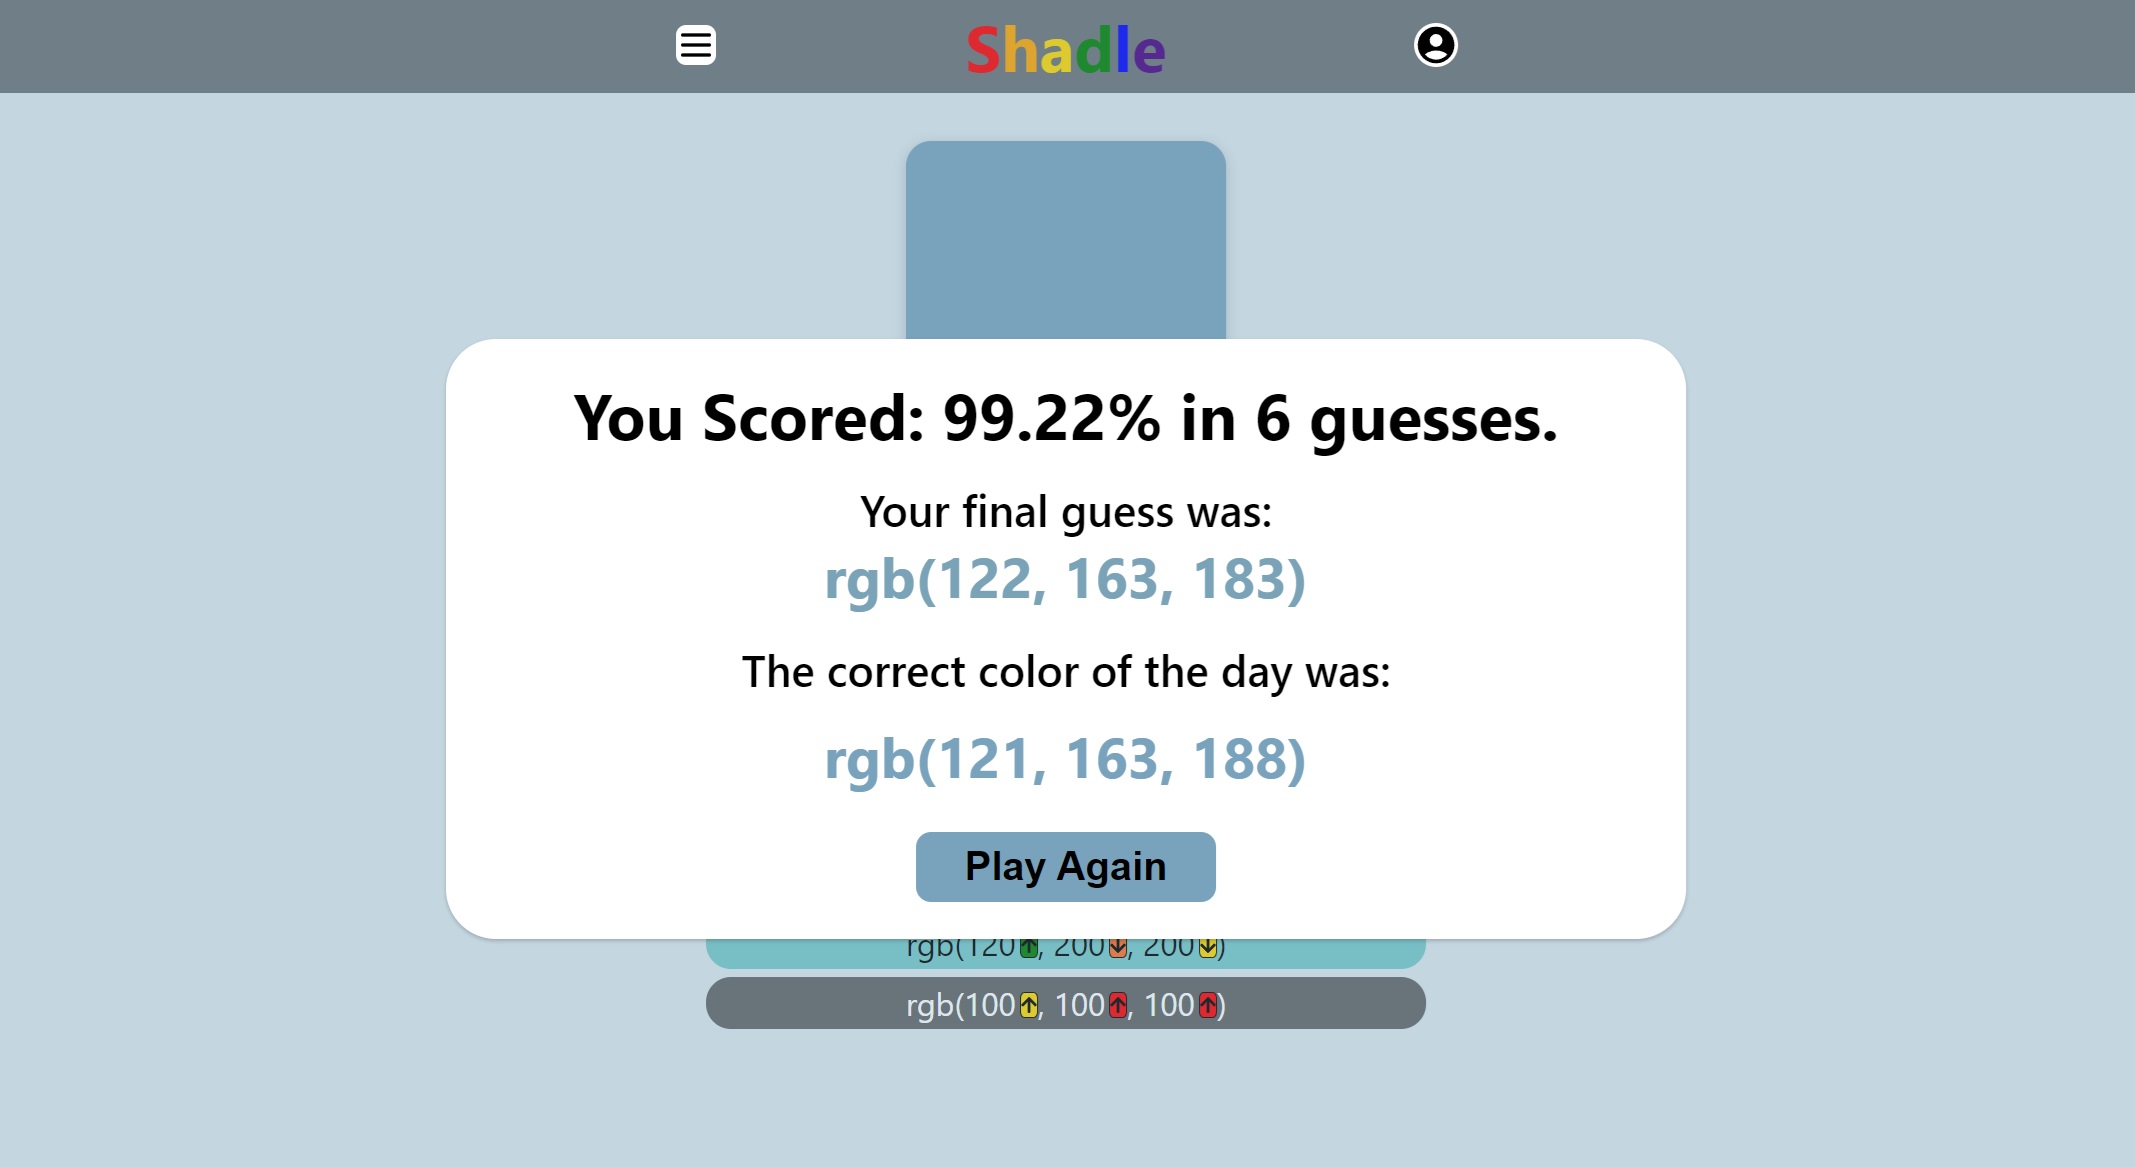 Shadle
You Scored: 99.22% in 6 guesses.
Your final guess was:
rgb(122, 163, 183)
The correct color of the day was:
rgb(121, 163, 188)
Play Again
rgb(120↑, 200↓, 200↓)
rgb(100↑, 100↑, 100↑)